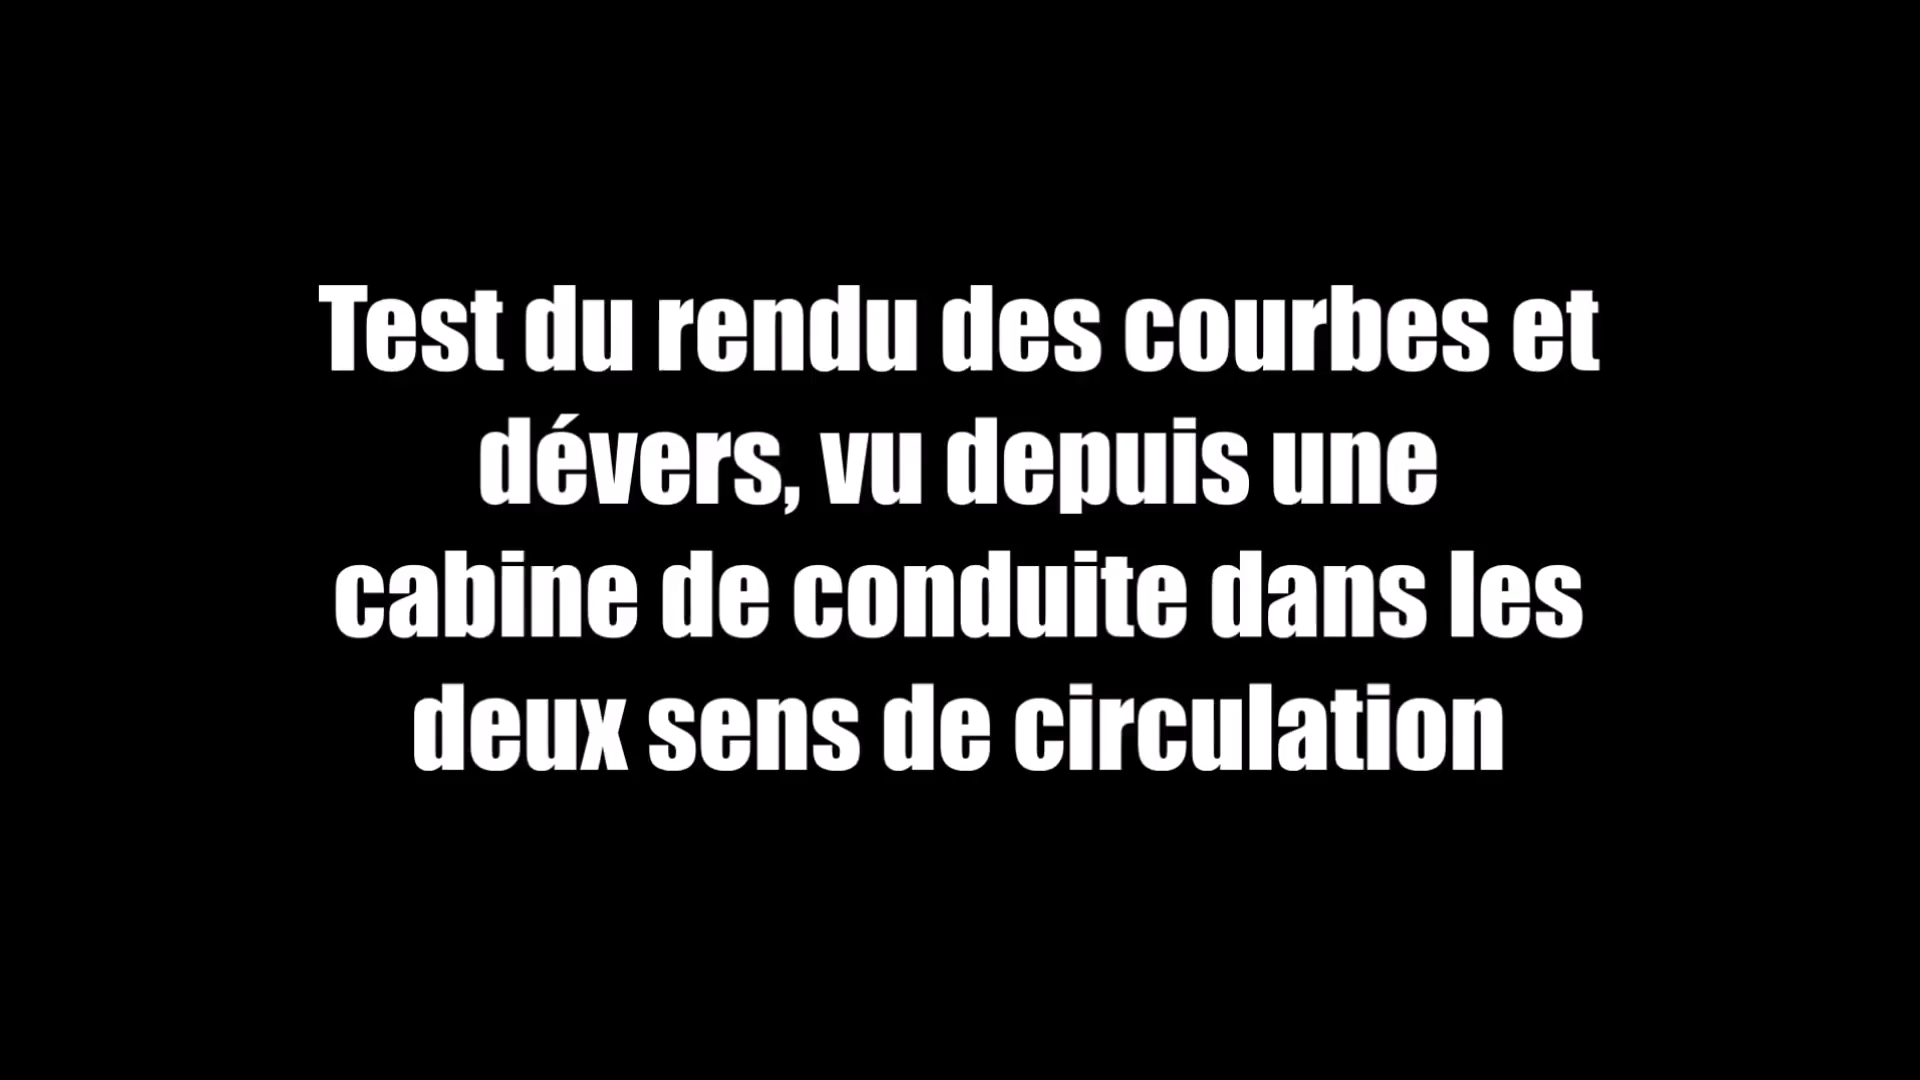 Test du rendu des courbes et
dévers, vu depuis une
cabine de conduite dans les
deux sens de circulation